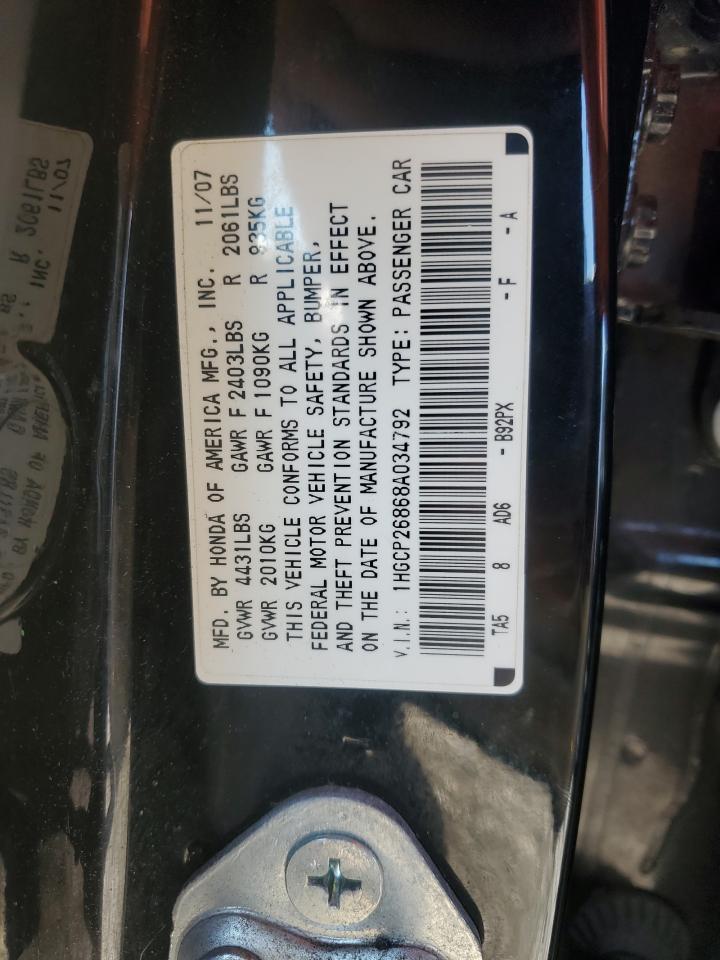 MFD. BY HONDA OF AMERICA MFG., INC. 11/07
GVWR 4431LBS GAWR F 2403LBS R 2061LBS
GVWR 2010KG GAWR F 1090KG R 935KG
THIS VEHICLE CONFORMS TO ALL APPLICABLE
FEDERAL MOTOR VEHICLE SAFETY, BUMPER,
AND THEFT PREVENTION STANDARDS IN EFFECT
ON THE DATE OF MANUFACTURE SHOWN ABOVE.
V.I.N.: 1HGCP26868A034792 TYPE: PASSENGER CAR
TA5 8 AD6 - B92PX - F - A